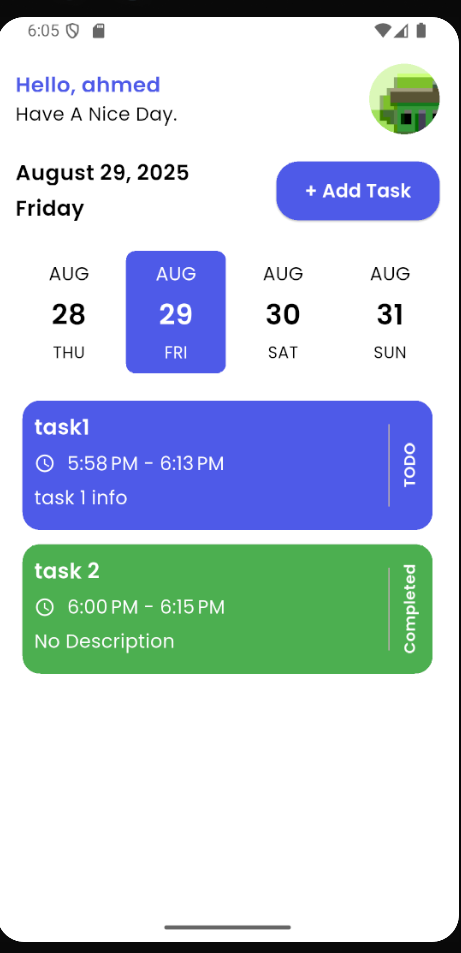 6:05
Hello, ahmed
Have A Nice Day.
August 29, 2025
Friday
+ Add Task
AUG AUG AUG AUG
28 29 30 31
THU FRI SAT SUN
task1
5:58 PM - 6:13 PM
task 1 info
TODO
task 2
6:00 PM - 6:15 PM
No Description
Completed